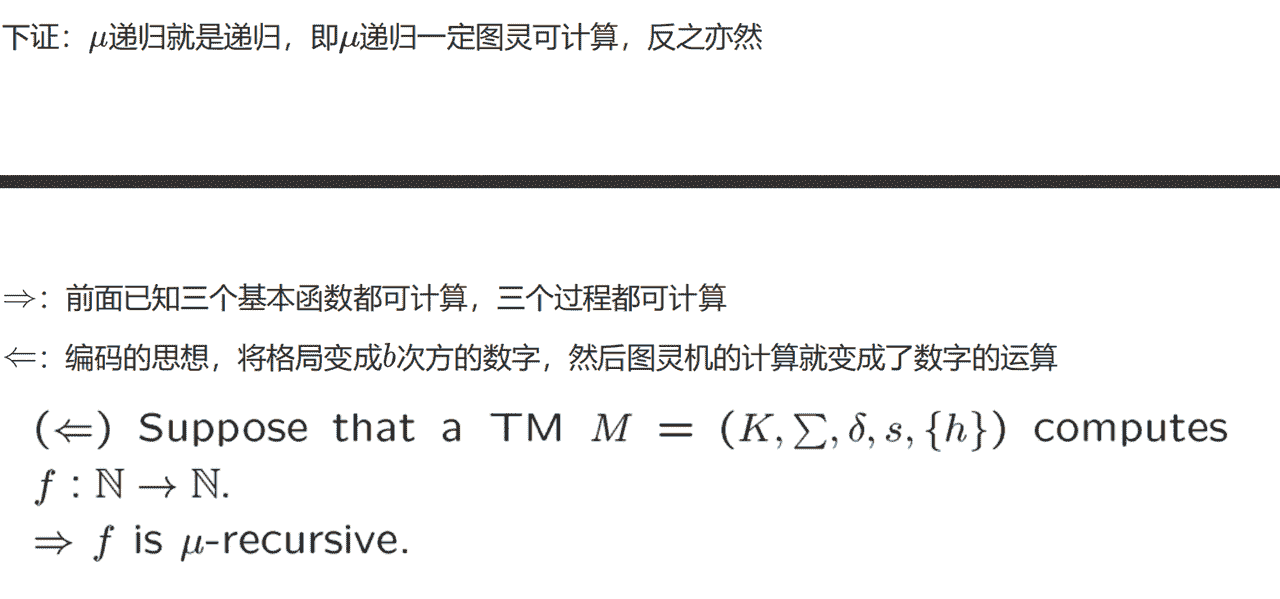 下证：μ递归就是递归，即μ递归一定图灵可计算，反之亦然
⇒：前面已知三个基本函数都可计算，三个过程都可计算
⇐：编码的思想，将格局变成b次方的数字，然后图灵机的计算就变成了数字的运算
(⇐) Suppose that a TM M = (K, ∑, δ, s, {h}) computes
f : ℕ → ℕ.
⇒ f is μ-recursive.